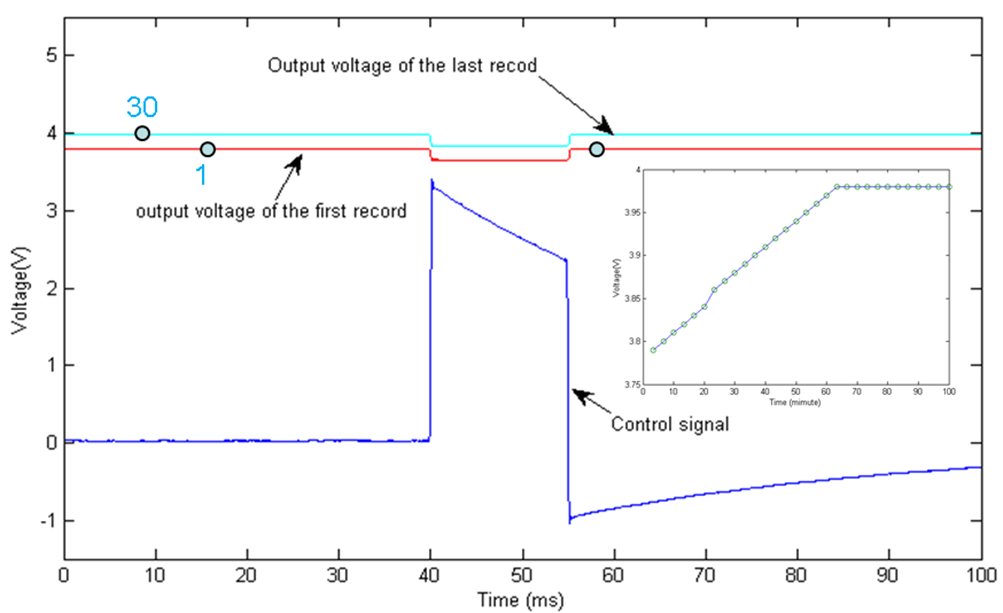 5
4
3
2
1
0
-1
Voltage(V)
0 10 20 30 40 50 60 70 80 90 100
Time (ms)
30
1
Output voltage of the last recod
output voltage of the first record
Control signal
4
3.95
3.9
3.85
3.8
3.75
Voltage(V)
0 10 20 30 40 50 60 70 80 90 100
Time (mimute)